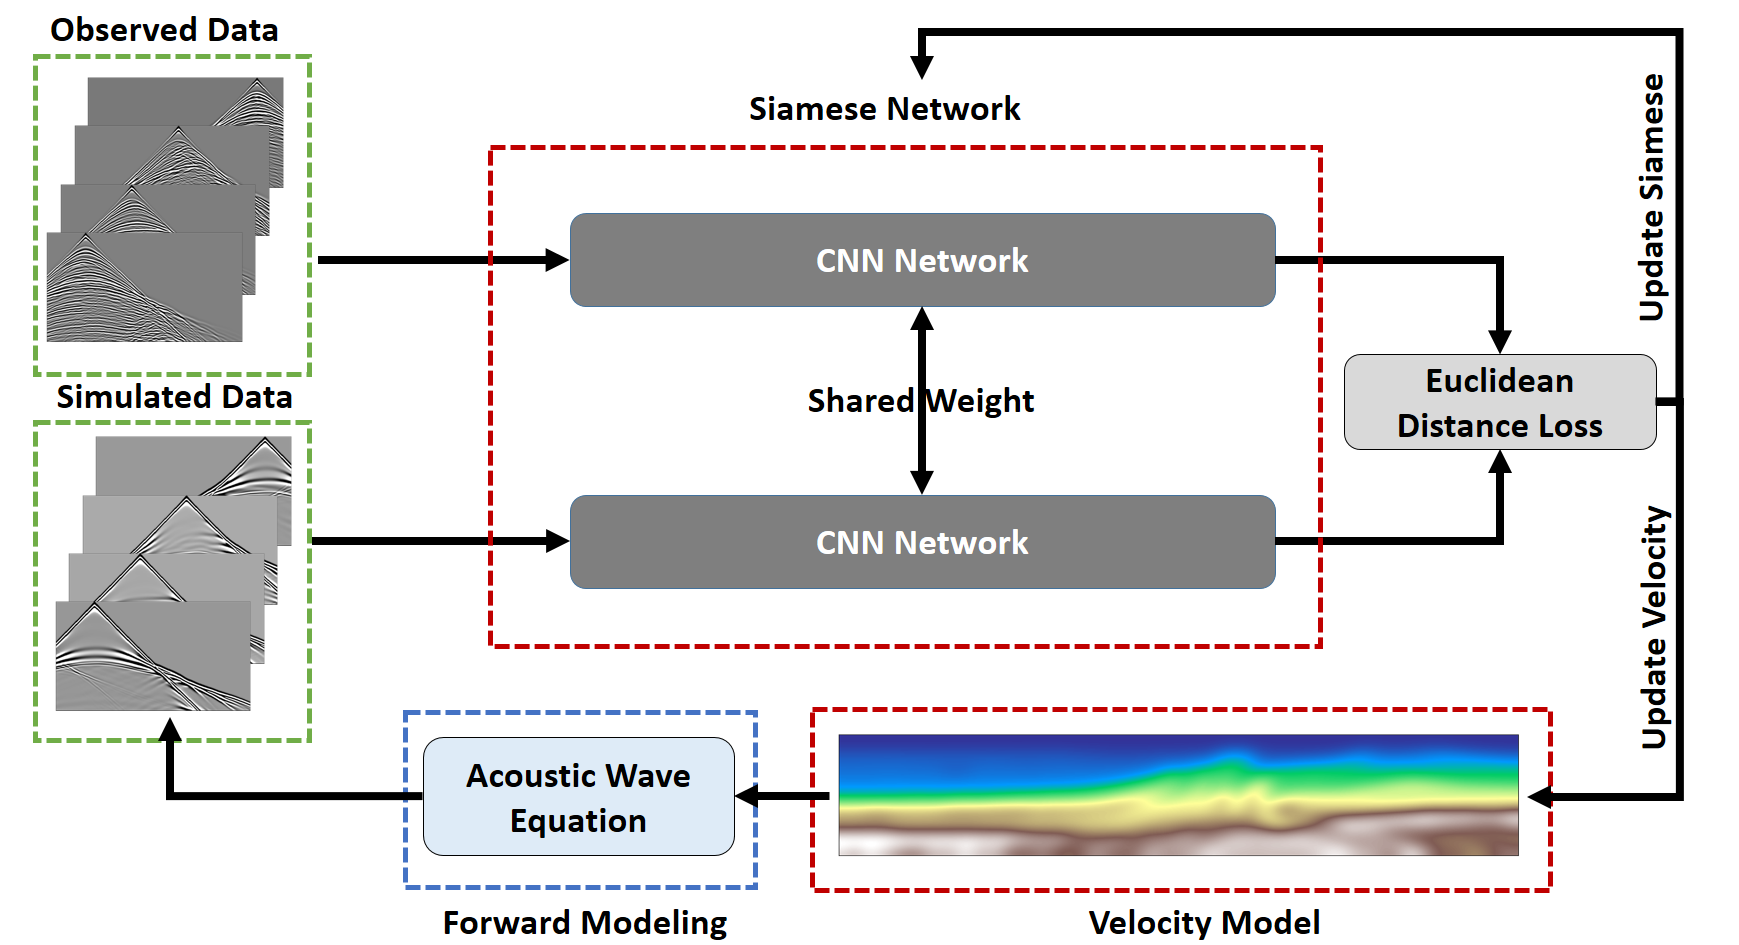 Observed Data
Siamese Network
Update Siamese
CNN Network
Simulated Data
Shared Weight
Euclidean
Distance Loss
CNN Network
Update Velocity
Acoustic Wave
Equation
Forward Modeling
Velocity Model